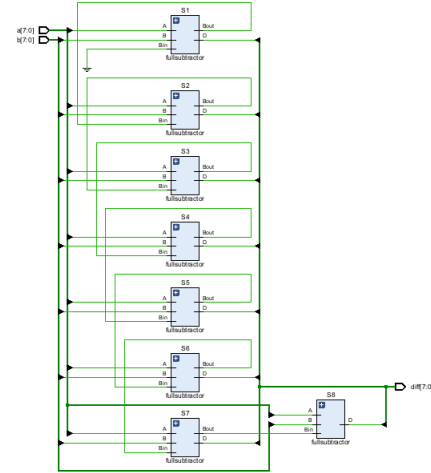 S1
a[7:0]
A
Bout
b[7:0]
B
D
Bin
fullsubtractor
S2
A
Bout
B
D
Bin
fullsubtractor
S3
A
Bout
B
D
Bin
fullsubtractor
S4
A
Bout
B
D
Bin
fullsubtractor
S5
A
Bout
B
D
Bin
fullsubtractor
S6
A
Bout
B
D
Bin
fullsubtractor
diff[7:0
S8
A
B
D
Bin
fullsubtractor
S7
A
Bout
B
D
Bin
fullsubtractor